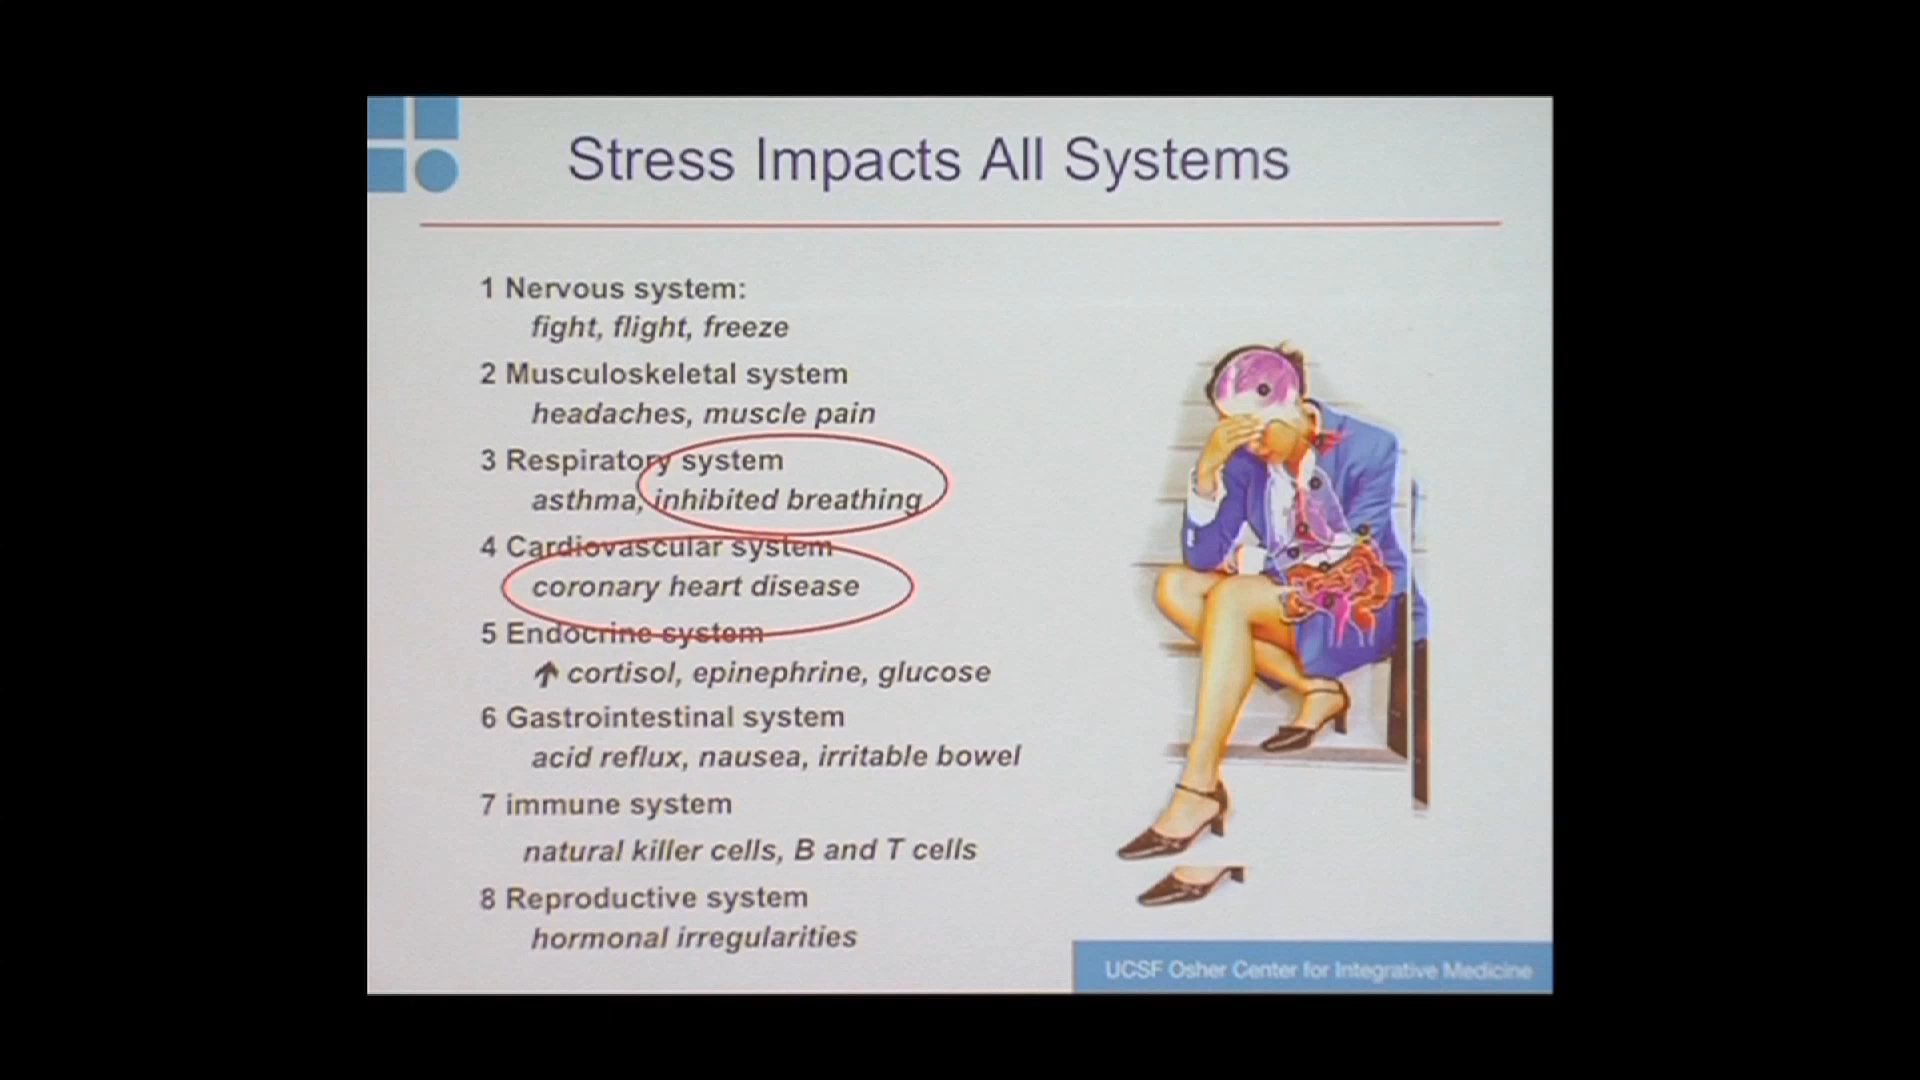 Stress Impacts All Systems
1 Nervous system:
fight, flight, freeze
2 Musculoskeletal system
headaches, muscle pain
3 Respiratory system
asthma, inhibited breathing
4 Cardiovascular system
coronary heart disease
5 Endocrine system
↑ cortisol, epinephrine, glucose
6 Gastrointestinal system
acid reflux, nausea, irritable bowel
7 immune system
natural killer cells, B and T cells
8 Reproductive system
hormonal irregularities
UCSF Osher Center for Integrative Medicine